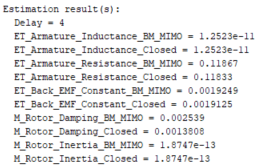 Estimation result(s):
Delay = 4
ET_Armature_Inductance_BM_MIMO = 1.2523e-11
ET_Armature_Inductance_Closed = 1.2523e-11
ET_Armature_Resistance_BM_MIMO = 0.11867
ET_Armature_Resistance_Closed = 0.11833
ET_Back_EMF_Constant_BM_MIMO = 0.0019249
ET_Back_EMF_Constant_Closed = 0.0019125
M_Rotor_Damping_BM_MIMO = 0.002539
M_Rotor_Damping_Closed = 0.0013808
M_Rotor_Inertia_BM_MIMO = 1.8747e-13
M_Rotor_Inertia_Closed = 1.8747e-13